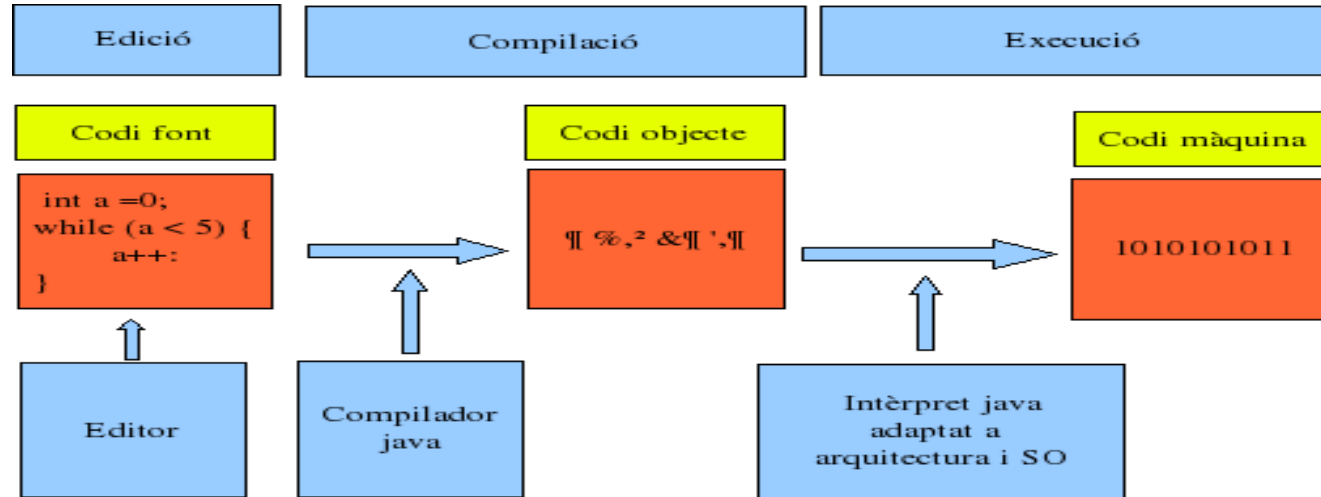 Edició
Compilació
Execució
Codi font
Codi objecte
Codi màquina
int a =0;
while (a < 5) {
a++:
}
¶ %,² &¶ ',¶
1010101011
Editor
Compilador
java
Intèrpret java
adaptat a
arquitectura i SO